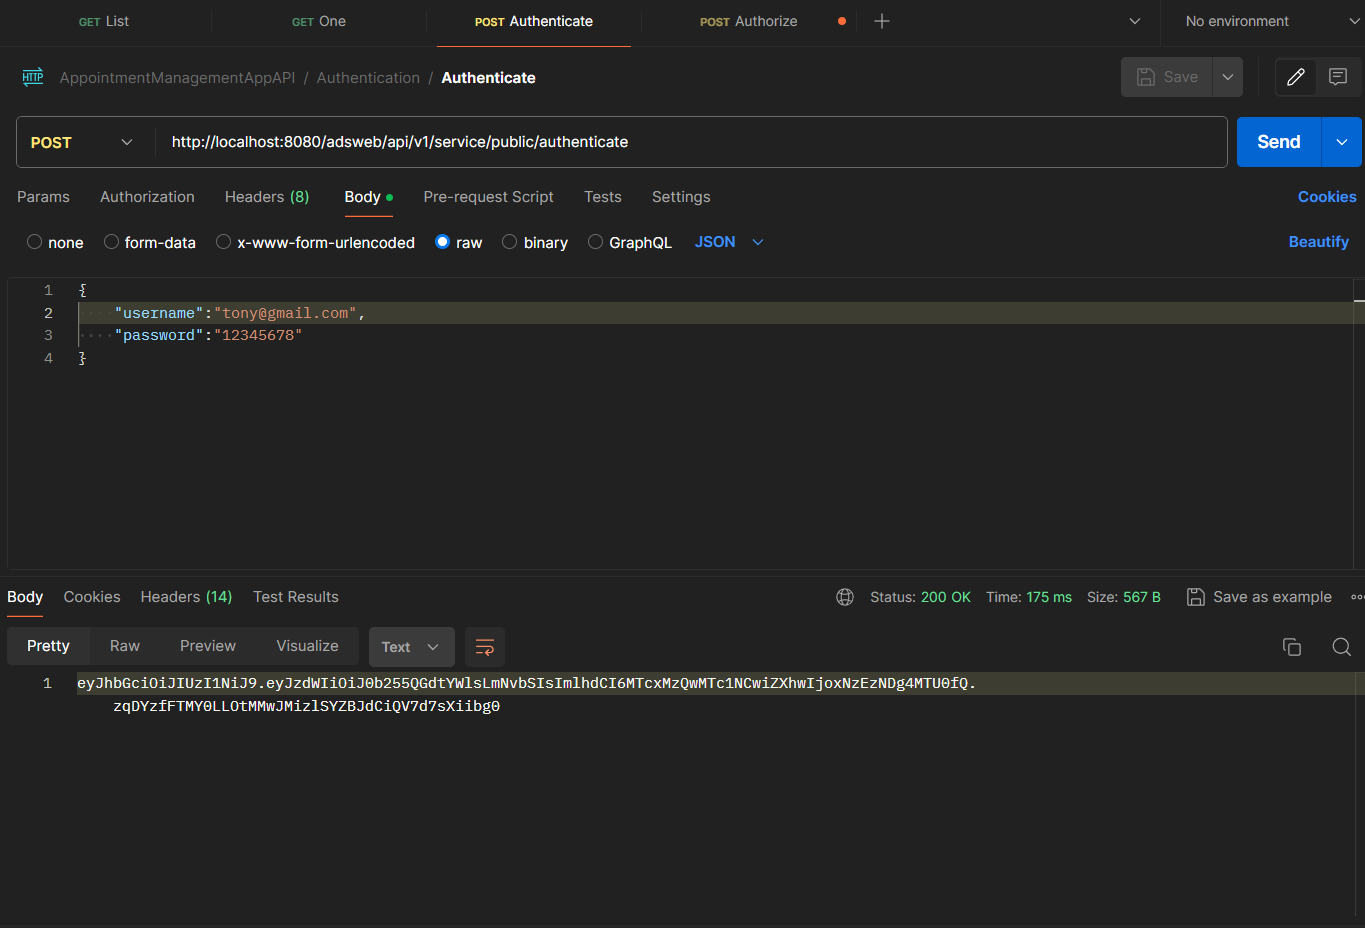 GET List GET One POST Authenticate POST Authorize No environment
HTTP AppointmentManagementAppAPI / Authentication / Authenticate Save
POST http://localhost:8080/adsweb/api/v1/service/public/authenticate Send
Params Authorization Headers (8) Body Pre-request Script Tests Settings Cookies
none form-data x-www-form-urlencoded raw binary GraphQL JSON Beautify
1 {
2 "username":"tony@gmail.com",
3 "password":"12345678"
4 }
Body Cookies Headers (14) Test Results Status: 200 OK Time: 175 ms Size: 567 B Save as example
Pretty Raw Preview Visualize Text
1 eyJhbGciOiJIUzI1NiJ9.eyJzdWIiOiJ0b255QGdtYWlsLmNvbSIsImlhdCI6MTcxMzQwMTc1NCwiZXhwIjoxNzEzNDg4MTU0fQ.
zqDYzfFTMY0LLOtMMwJMizlSYZBJdCiQV7d7sXiibg0